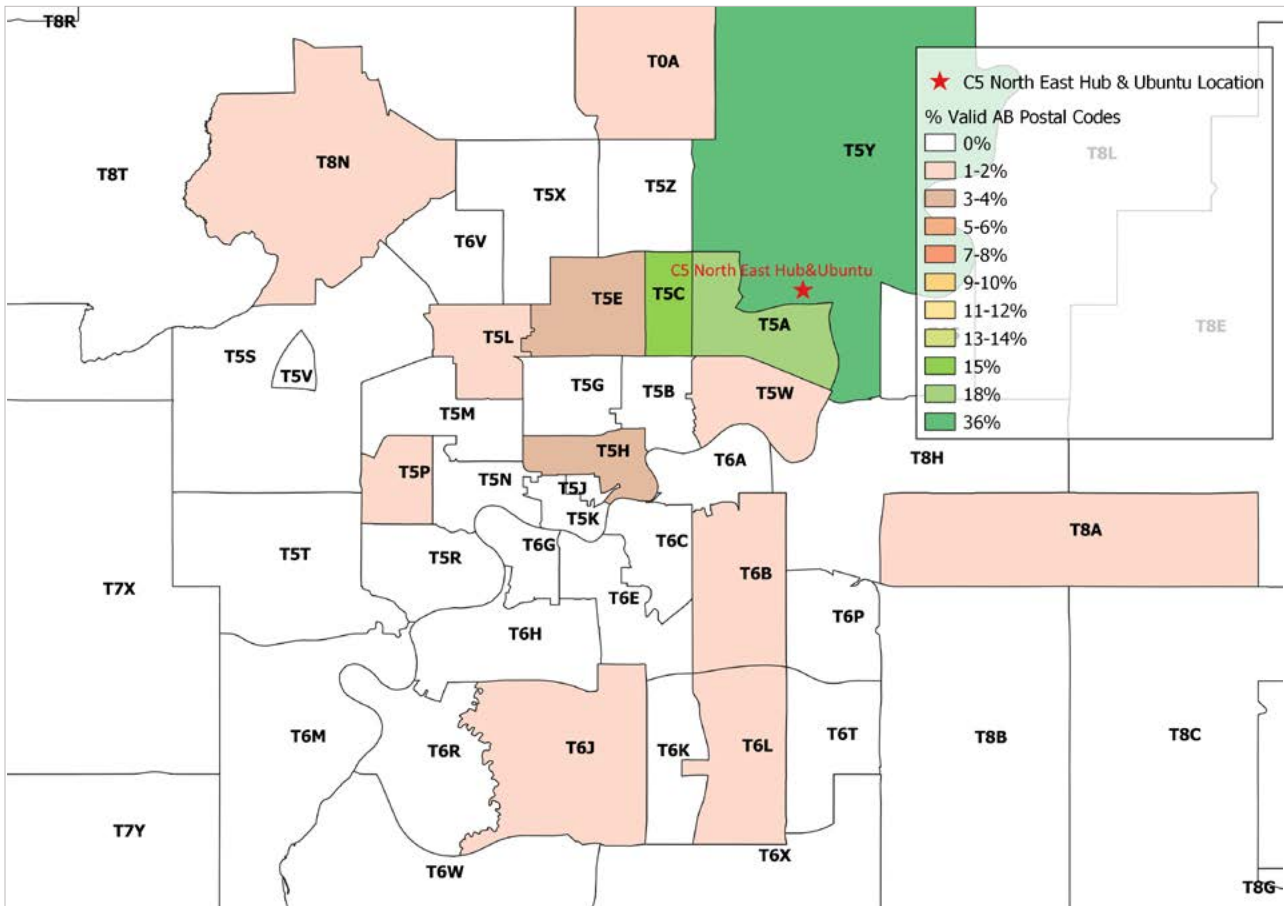 T8R
T0A
★ C5 North East Hub & Ubuntu Location
% Valid AB Postal Codes
0%
1-2%
3-4%
5-6%
7-8%
9-10%
11-12%
13-14%
15%
18%
36%
T5Y
T8L
T8N
T8T
T5X
T5Z
T6V
C5 North East Hub&Ubuntu
T5E
T5C
T5A
T8E
T5L
T5S
T5V
T5G
T5B
T5W
T5M
T5H
T6A
T8H
T5P
T5N
T5J
T5K
T8A
T5T
T5R
T6G
T6C
T6B
T7X
T6E
T6P
T6H
T6M
T6R
T6J
T6K
T6L
T6T
T8B
T8C
T7Y
T6W
T6X
T8G